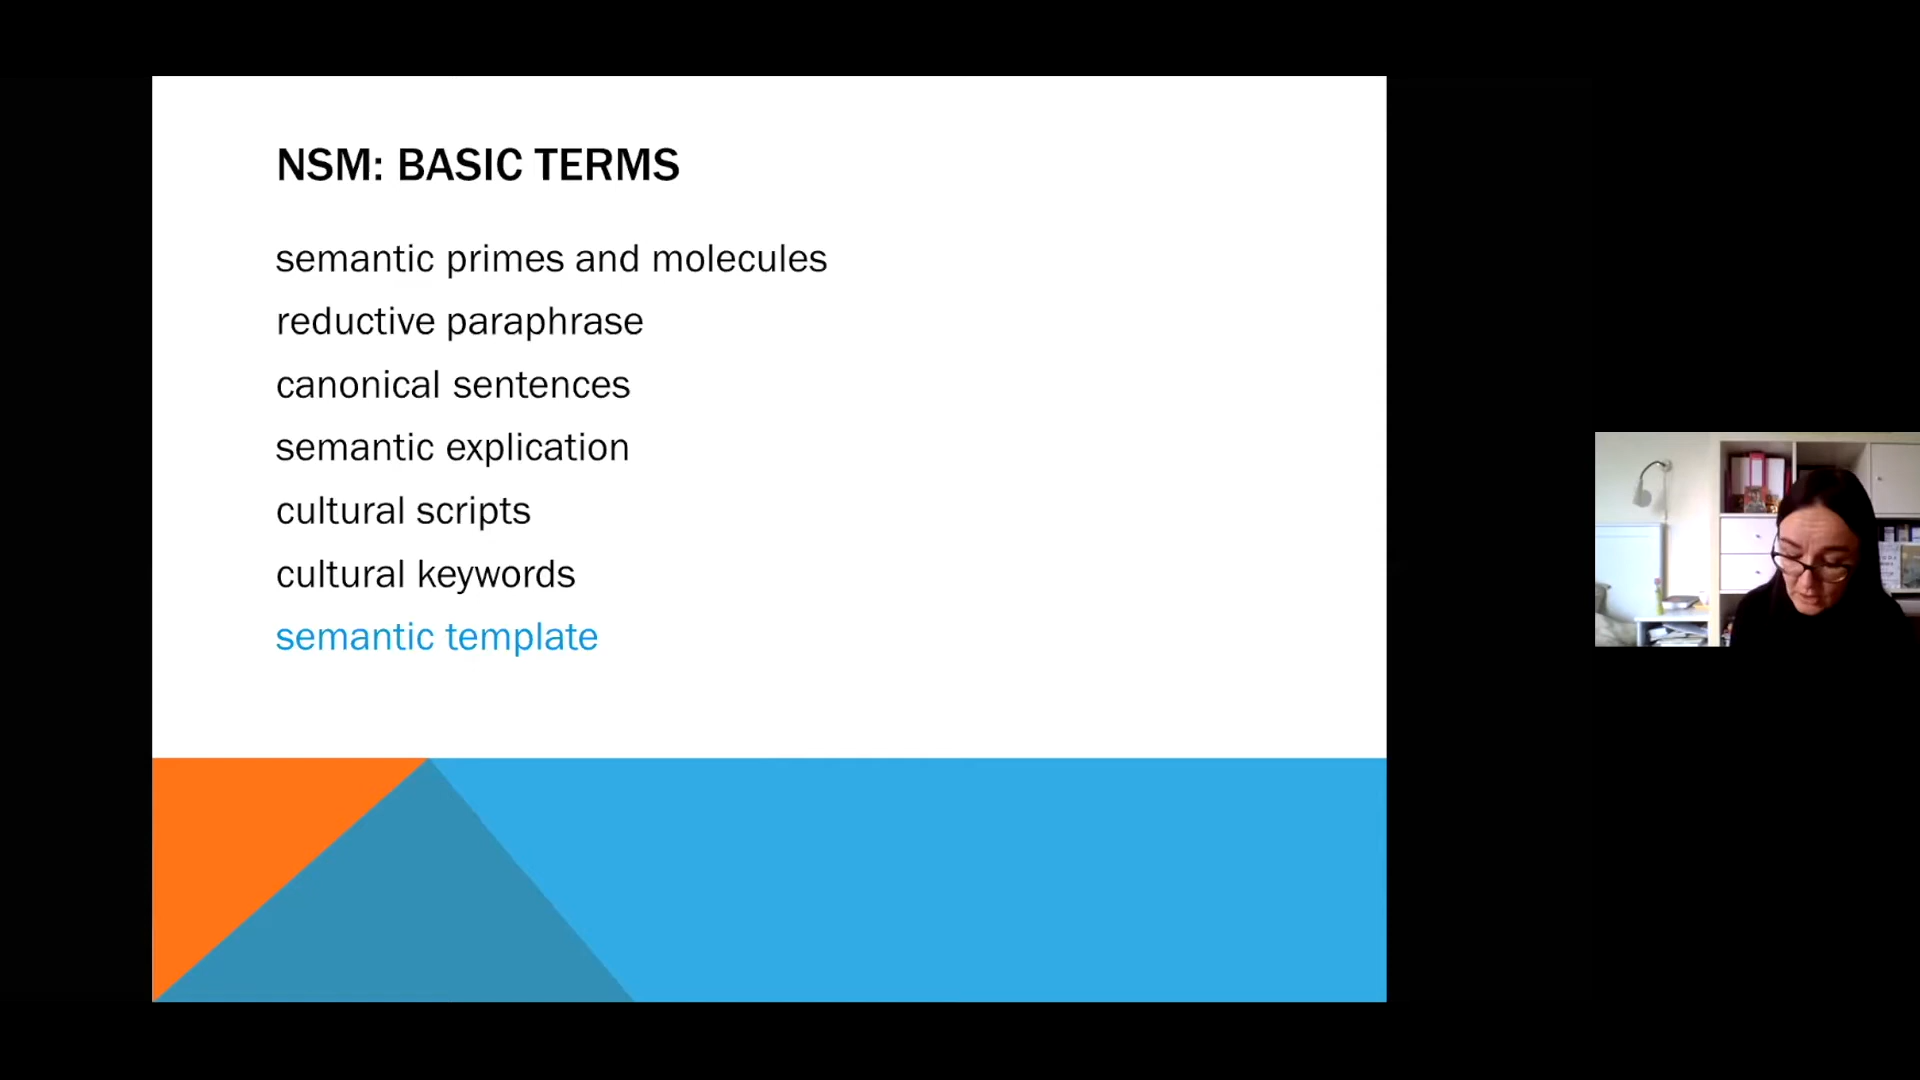 NSM: BASIC TERMS
semantic primes and molecules
reductive paraphrase
canonical sentences
semantic explication
cultural scripts
cultural keywords
semantic template